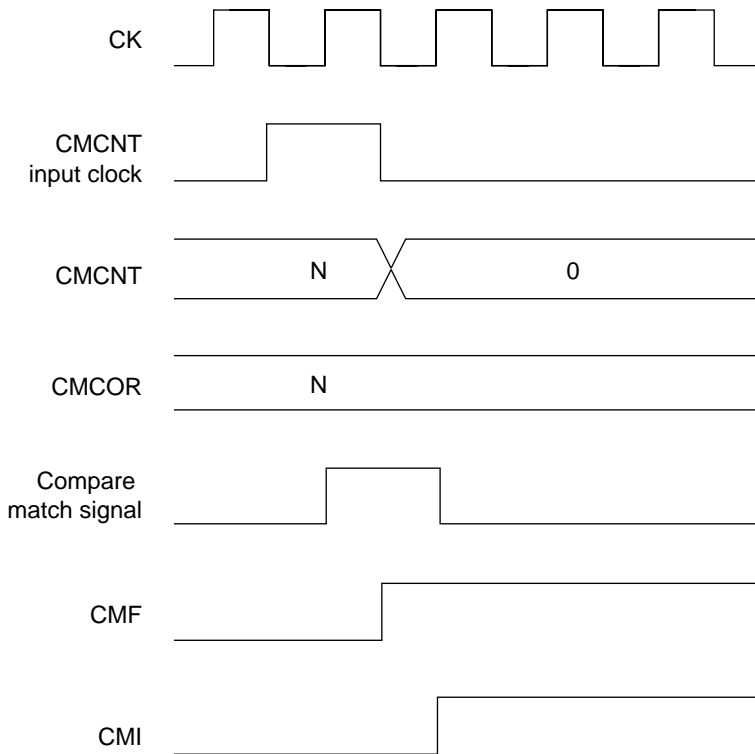 CK
CMCNT
input clock
CMCNT
N
0
CMCOR
N
Compare
match signal
CMF
CMI